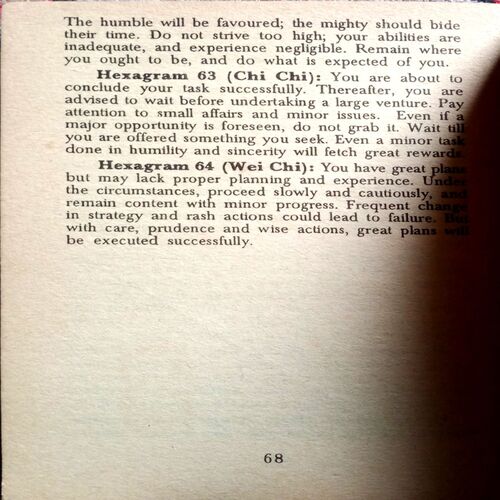 The humble will be favoured; the mighty should bide
their time. Do not strive too high; your abilities are
inadequate, and experience negligible. Remain where
you ought to be, and do what is expected of you.
Hexagram 63 (Chi Chi): You are about to
conclude your task successfully. Thereafter, you are
advised to wait before undertaking a large venture. Pay
attention to small affairs and minor issues. Even if a
major opportunity is foreseen, do not grab it. Wait till
you are offered something you seek. Even a minor task
done in humility and sincerity will fetch great rewards.
Hexagram 64 (Wei Chi): You have great plans
but may lack proper planning and experience. Under
the circumstances, proceed slowly and cautiously, and
remain content with minor progress. Frequent change
in strategy and rash actions could lead to failure. But
with care, prudence and wise actions, great plans will
be executed successfully.
68